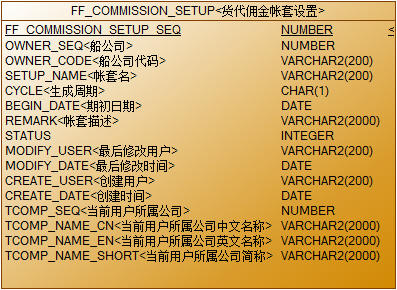 FF_COMMISSION_SETUP<货代佣金帐套设置>
FF_COMMISSION_SETUP_SEQ NUMBER <
OWNER_SEQ<船公司> NUMBER
OWNER_CODE<船公司代码> VARCHAR2(200)
SETUP_NAME<帐套名> VARCHAR2(200)
CYCLE<生成周期> CHAR(1)
BEGIN_DATE<期初日期> DATE
REMARK<帐套描述> VARCHAR2(2000)
STATUS INTEGER
MODIFY_USER<最后修改用户> VARCHAR2(200)
MODIFY_DATE<最后修改时间> DATE
CREATE_USER<创建用户> VARCHAR2(200)
CREATE_DATE<创建时间> DATE
TCOMP_SEQ<当前用户所属公司> NUMBER
TCOMP_NAME_CN<当前用户所属公司中文名称> VARCHAR2(2000)
TCOMP_NAME_EN<当前用户所属公司英文名称> VARCHAR2(2000)
TCOMP_NAME_SHORT<当前用户所属公司简称> VARCHAR2(2000)